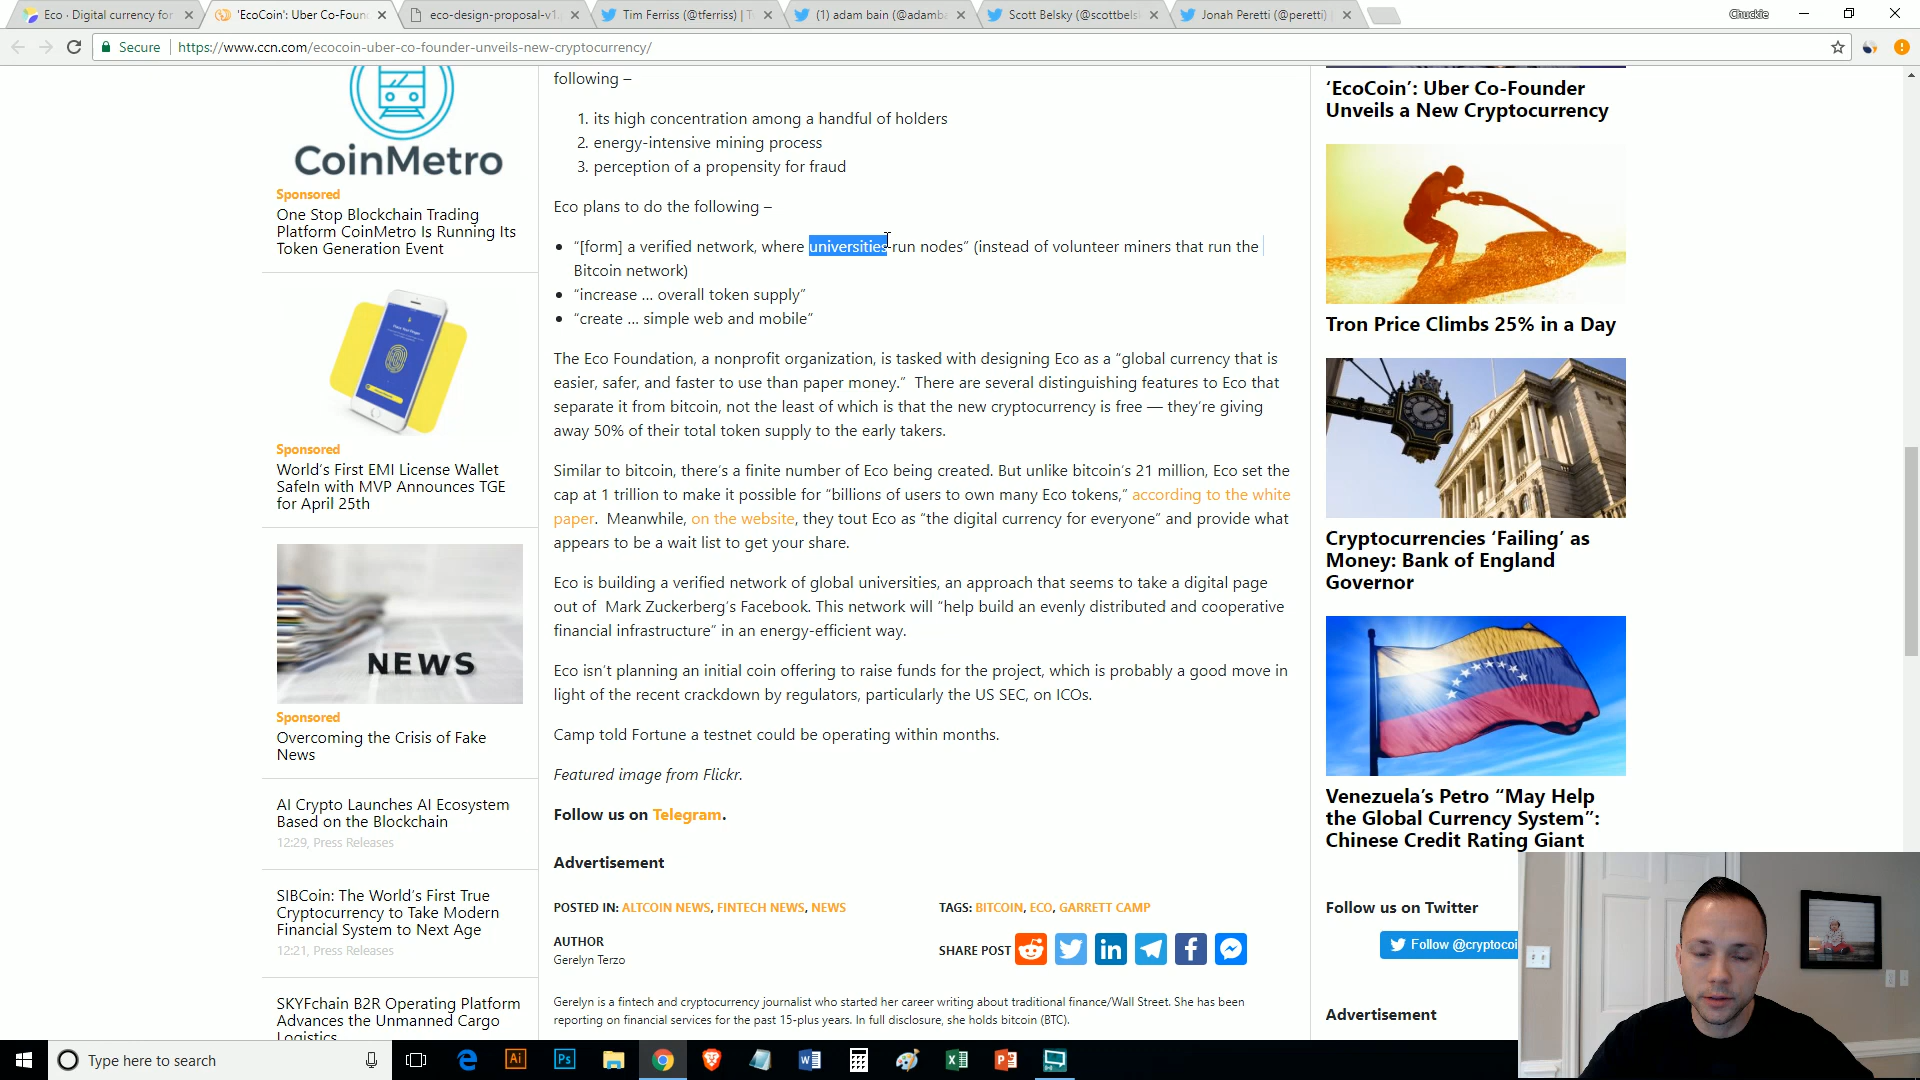 Eco · Digital currency for
'EcoCoin': Uber Co-Foun
eco-design-proposal-v1.
Tim Ferriss (@tferriss) | T
(1) adam bain (@adamb
Scott Belsky (@scottbels
Jonah Peretti (@peretti) |
Chuckie
Secure
https://www.ccn.com/ecocoin-uber-co-founder-unveils-new-cryptocurrency/
CoinMetro
Sponsored
One Stop Blockchain Trading
Platform CoinMetro Is Running Its
Token Generation Event
Sponsored
World's First EMI License Wallet
SafeIn with MVP Announces TGE
for April 25th
NEWS
Sponsored
Overcoming the Crisis of Fake
News
AI Crypto Launches AI Ecosystem
Based on the Blockchain
12:29, Press Releases
SIBCoin: The World's First True
Cryptocurrency to Take Modern
Financial System to Next Age
12:21, Press Releases
SKYFchain B2R Operating Platform
Advances the Unmanned Cargo
Logistics
following –
1. its high concentration among a handful of holders
2. energy-intensive mining process
3. perception of a propensity for fraud
Eco plans to do the following –
• “[form] a verified network, where universities-run nodes” (instead of volunteer miners that run the
Bitcoin network)
• “increase … overall token supply”
• “create … simple web and mobile”
The Eco Foundation, a nonprofit organization, is tasked with designing Eco as a “global currency that is
easier, safer, and faster to use than paper money.” There are several distinguishing features to Eco that
separate it from bitcoin, not the least of which is that the new cryptocurrency is free — they’re giving
away 50% of their total token supply to the early takers.
Similar to bitcoin, there’s a finite number of Eco being created. But unlike bitcoin’s 21 million, Eco set the
cap at 1 trillion to make it possible for “billions of users to own many Eco tokens,” according to the white
paper. Meanwhile, on the website, they tout Eco as “the digital currency for everyone” and provide what
appears to be a wait list to get your share.
Eco is building a verified network of global universities, an approach that seems to take a digital page
out of Mark Zuckerberg’s Facebook. This network will “help build an evenly distributed and cooperative
financial infrastructure” in an energy-efficient way.
Eco isn’t planning an initial coin offering to raise funds for the project, which is probably a good move in
light of the recent crackdown by regulators, particularly the US SEC, on ICOs.
Camp told Fortune a testnet could be operating within months.
Featured image from Flickr.
Follow us on Telegram.
Advertisement
POSTED IN: ALTCOIN NEWS, FINTECH NEWS, NEWS
TAGS: BITCOIN, ECO, GARRETT CAMP
AUTHOR
Gerelyn Terzo
SHARE POST
Gerelyn is a fintech and cryptocurrency journalist who started her career writing about traditional finance/Wall Street. She has been
reporting on financial services for the past 15-plus years. In full disclosure, she holds bitcoin (BTC).
‘EcoCoin’: Uber Co-Founder
Unveils a New Cryptocurrency
Tron Price Climbs 25% in a Day
Cryptocurrencies ‘Failing’ as
Money: Bank of England
Governor
Venezuela’s Petro “May Help
the Global Currency System”:
Chinese Credit Rating Giant
Follow us on Twitter
Follow @cryptocoi
Advertisement
Type here to search